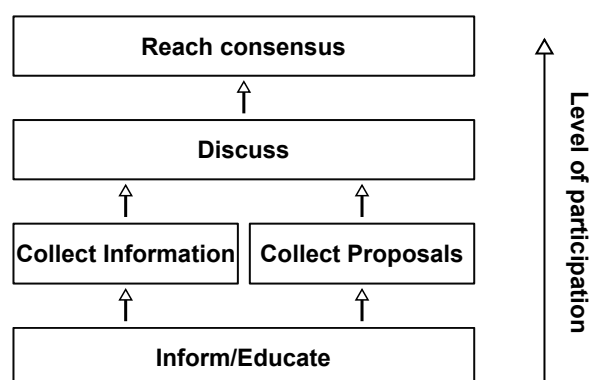 Reach consensus
Discuss
Collect Information
Collect Proposals
Inform/Educate
Level of participation